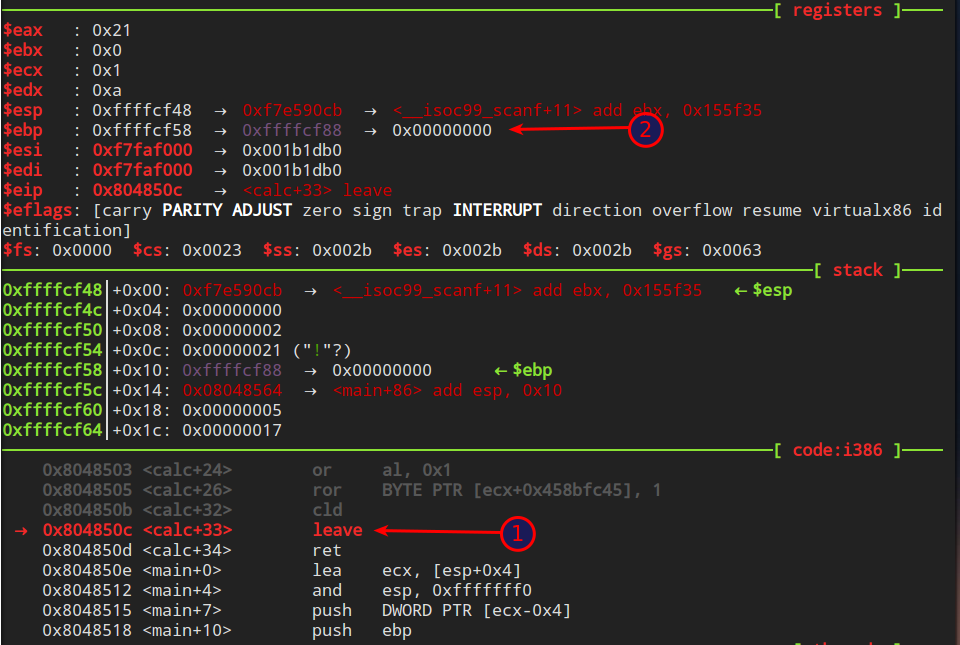 [ registers ]
$eax : 0x21
$ebx : 0x0
$ecx : 0x1
$edx : 0xa
$esp : 0xffffcf48 → 0xf7e590cb → <__isoc99_scanf+11> add ebx, 0x155f35
$ebp : 0xffffcf58 → 0xffffcf88 → 0x00000000 2
$esi : 0xf7faf000 → 0x001b1db0
$edi : 0xf7faf000 → 0x001b1db0
$eip : 0x804850c → <calc+33> leave
$eflags: [carry PARITY ADJUST zero sign trap INTERRUPT direction overflow resume virtualx86 id
entification]
$fs: 0x0000 $cs: 0x0023 $ss: 0x002b $es: 0x002b $ds: 0x002b $gs: 0x0063
[ stack ]
0xffffcf48|+0x00: 0xf7e590cb → <__isoc99_scanf+11> add ebx, 0x155f35 ← $esp
0xffffcf4c|+0x04: 0x00000000
0xffffcf50|+0x08: 0x00000002
0xffffcf54|+0x0c: 0x00000021 ("!"?)
0xffffcf58|+0x10: 0xffffcf88 → 0x00000000 ← $ebp
0xffffcf5c|+0x14: 0x08048564 → <main+86> add esp, 0x10
0xffffcf60|+0x18: 0x00000005
0xffffcf64|+0x1c: 0x00000017
[ code:i386 ]
0x8048503 <calc+24> or al, 0x1
0x8048505 <calc+26> ror BYTE PTR [ecx+0x458bfc45], 1
0x804850b <calc+32> cld
→ 0x804850c <calc+33> leave 1
0x804850d <calc+34> ret
0x804850e <main+0> lea ecx, [esp+0x4]
0x8048512 <main+4> and esp, 0xfffffff0
0x8048515 <main+7> push DWORD PTR [ecx-0x4]
0x8048518 <main+10> push ebp